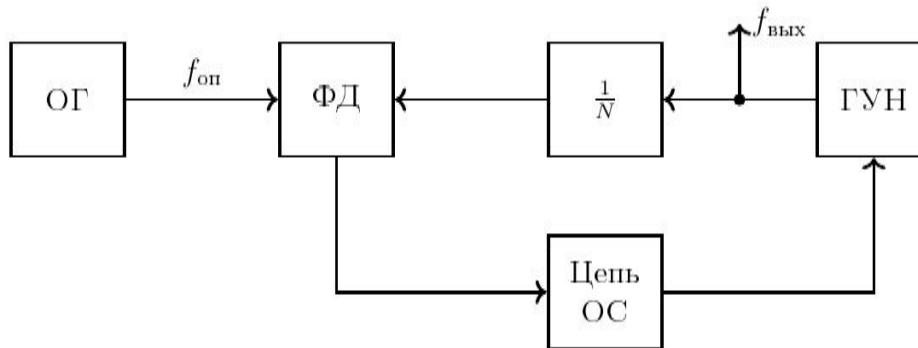 f_вых
f_оп
ОГ
ФД
1/N
ГУН
Цепь
ОС